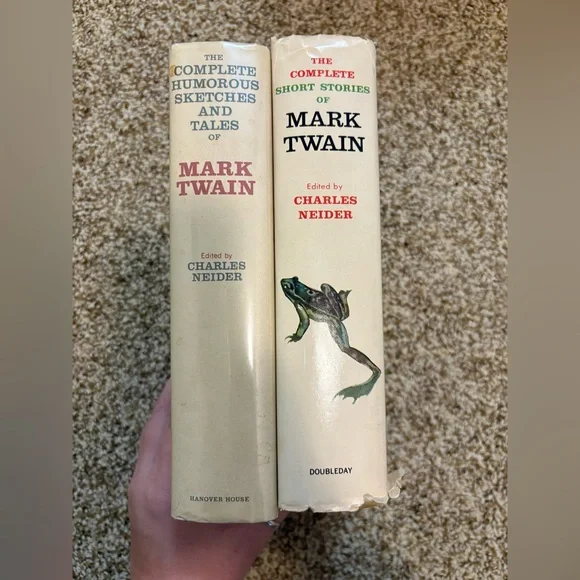 THE
COMPLETE
HUMOROUS
SKETCHES
AND
TALES
OF
MARK
TWAIN
Edited by
CHARLES
NEIDER
HANOVER HOUSE
THE
COMPLETE
SHORT STORIES
OF
MARK
TWAIN
Edited by
CHARLES
NEIDER
DOUBLEDAY